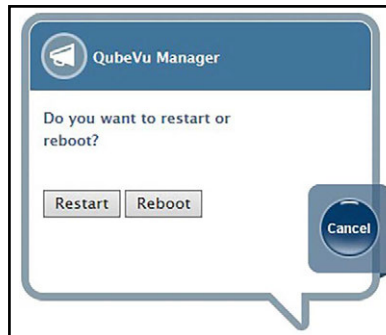 QubeVu Manager
Do you want to restart or
reboot?
Restart Reboot
Cancel